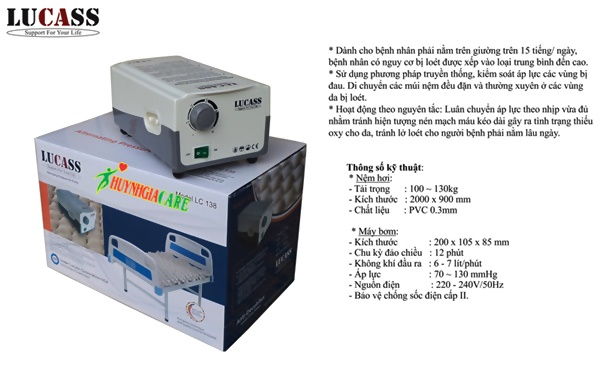 LUCASS
Support For Your Life
* Dành cho bệnh nhân phải nằm trên giường trên 15 tiếng/ ngày,
bệnh nhân có nguy cơ bị loét được xếp vào loại trung bình đến cao.
* Sử dụng phương pháp truyền thống, kiểm soát áp lực các vùng bị
đau. Di chuyển các múi nệm đều đặn và thường xuyên ở các vùng
da bị loét.
* Hoạt động theo nguyên tắc: Luân chuyển áp lực theo nhịp vừa đủ
nhằm tránh hiện tượng nén mạch máu kéo dài gây ra tình trạng thiếu
oxy cho da, tránh lở loét cho người bệnh phải nằm lâu ngày.
Thông số kỹ thuật:
* Nệm hơi:
- Tải trọng : 100 ~ 130kg
- Kích thước : 2000 x 900 mm
- Chất liệu : PVC 0.3mm
* Máy bơm:
- Kích thước : 200 x 105 x 85 mm
- Chu kỳ đảo chiều : 12 phút
- Không khí đầu ra : 6 - 7 lít/phút
- Áp lực : 70 ~ 130 mmHg
- Nguồn điện : 220 - 240V/50Hz
- Bảo vệ chống sốc điện cấp II.
LUCASS
LUCASS
Alternating Pressure
HUYNHGIACARE
Model LC 138
LUCASS